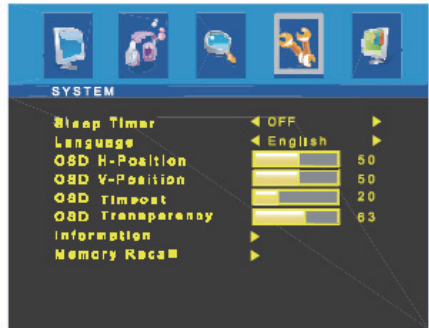 SYSTEM
Sleep Timer OFF
Language English
OSD H-Position 50
OSD V-Position 50
OSD Timeout 20
OSD Transparency 63
Information
Memory Recall